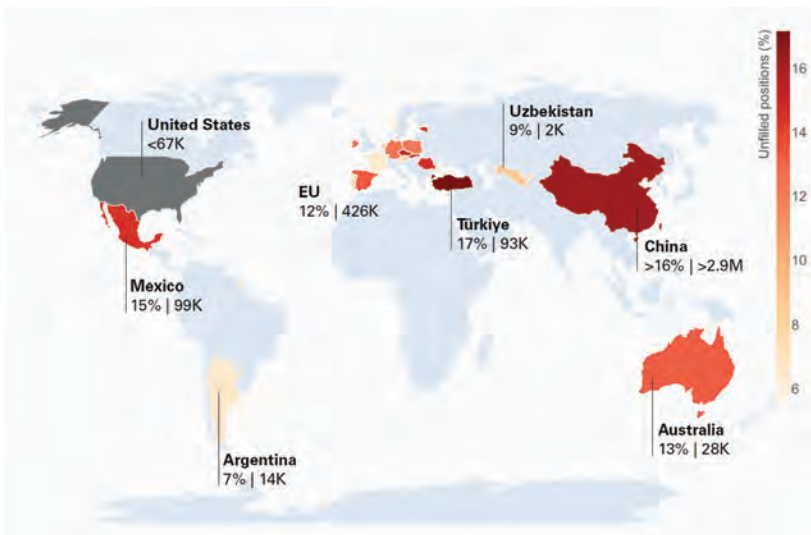 United States
<67K
Mexico
15% | 99K
Argentina
7% | 14K
EU
12% | 426K
Türkiye
17% | 93K
Uzbekistan
9% | 2K
China
>16% | >2.9M
Australia
13% | 28K
Unfilled positions (%)
16
14
12
10
8
6